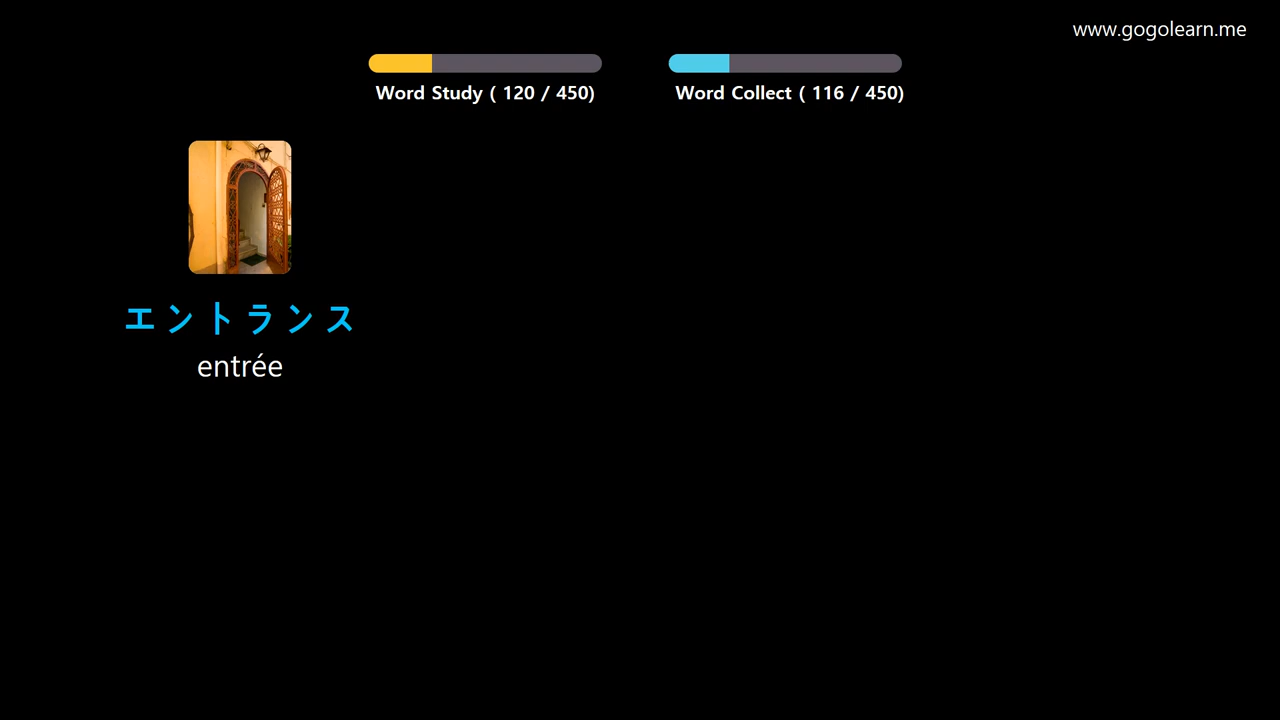 www.gogolearn.me
Word Study ( 120 / 450)
Word Collect ( 116 / 450)
エントランス
entrée